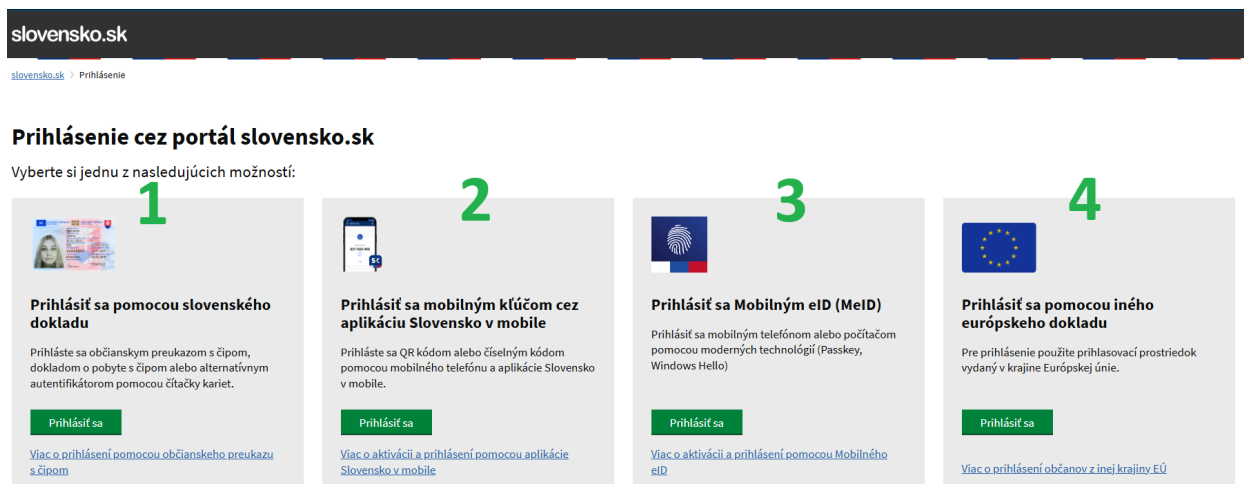 slovensko.sk
slovensko.sk > Prihlásenie
Prihlásenie cez portál slovensko.sk
Vyberte si jednu z nasledujúcich možností:
1
Prihlásiť sa pomocou slovenského
dokladu
Prihláste sa občianskym preukazom s čipom,
dokladom o pobyte s čipom alebo alternatívnym
autentifikátorom pomocou čítačky kariet.
Prihlásiť sa
Viac o prihlásení pomocou občianskeho preukazu
s čipom
2
Prihlásiť sa mobilným kľúčom cez
aplikáciu Slovensko v mobile
Prihláste sa QR kódom alebo číselným kódom
pomocou mobilného telefónu a aplikácie Slovensko
v mobile.
Prihlásiť sa
Viac o aktivácii a prihlásení pomocou aplikácie
Slovensko v mobile
3
Prihlásiť sa Mobilným eID (MeID)
Prihlásiť sa mobilným telefónom alebo počítačom
pomocou moderných technológií (Passkey,
Windows Hello)
Prihlásiť sa
Viac o aktivácii a prihlásení pomocou Mobilného
eID
4
Prihlásiť sa pomocou iného
európskeho dokladu
Pre prihlásenie použite prihlasovací prostriedok
vydaný v krajine Európskej únie.
Prihlásiť sa
Viac o prihlásení občanov z inej krajiny EÚ